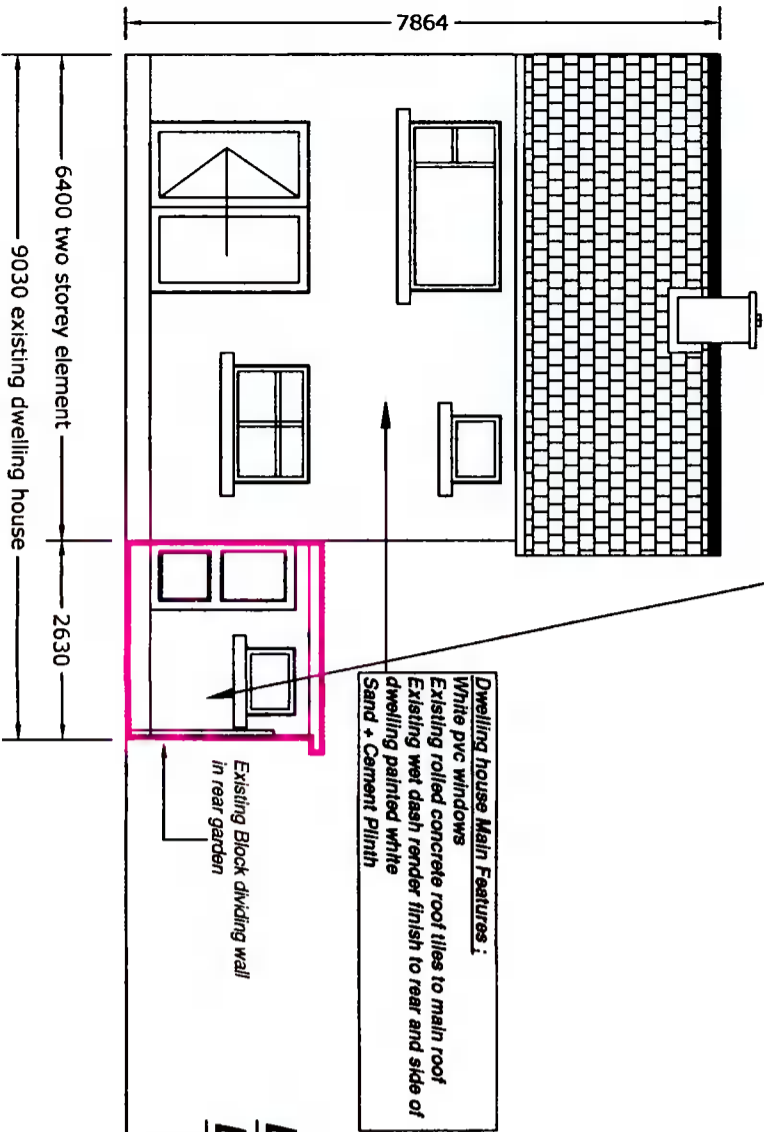 7864
Dwelling house Main Features :
White pvc windows
Existing rolled concrete roof tiles to main roof
Existing wet dash render finish to rear and side of
dwelling painted white
Sand + Cement Plinth
Existing Block dividing wall
in rear garden
6400 two storey element
2630
9030 existing dwelling house